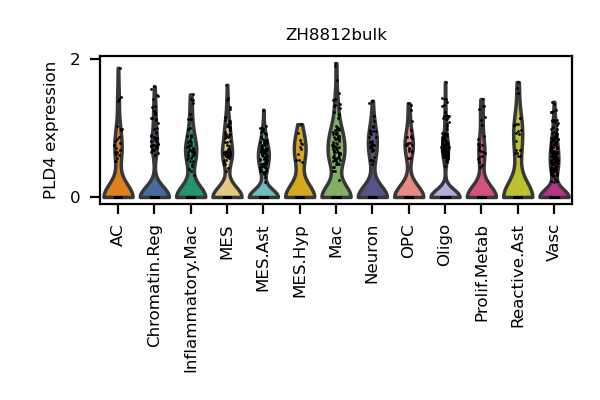 ZH8812bulk
PLD4 expression
2
0
AC
Chromatin.Reg
Inflammatory.Mac
MES
MES.Ast
MES.Hyp
Mac
Neuron
OPC
Oligo
Prolif.Metab
Reactive.Ast
Vasc